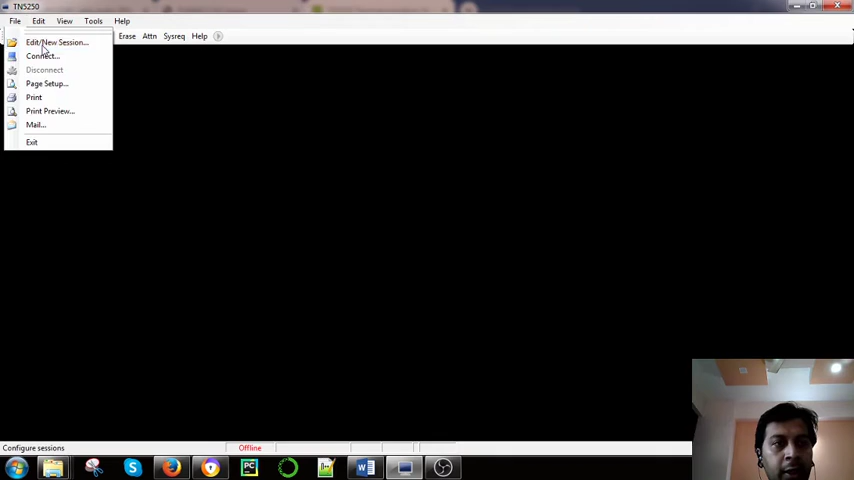 TN5250
File Edit View Tools Help
Edit/New Session...
Erase Attn Sysreq Help
Connect...
Disconnect
Page Setup...
Print
Print Preview...
Mail...
Exit
Configure sessions
Offline
PC
W